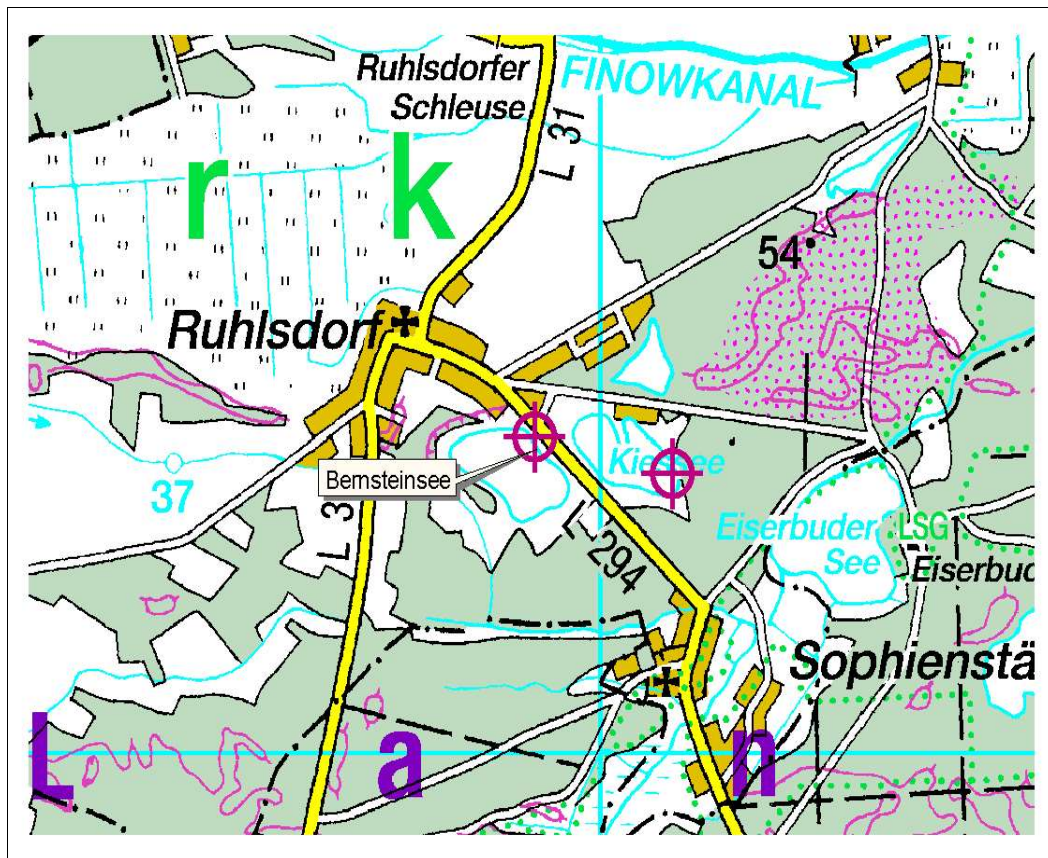 Ruhlsdorfer
Schleuse
FINOWKANAL
L 31
r k
54
Ruhlsdorf
Bernsteinsee
Kiessee
37
L 3
L 294
Eiserbuder
See
LSG
Eiserbud
Sophienstä
L a n